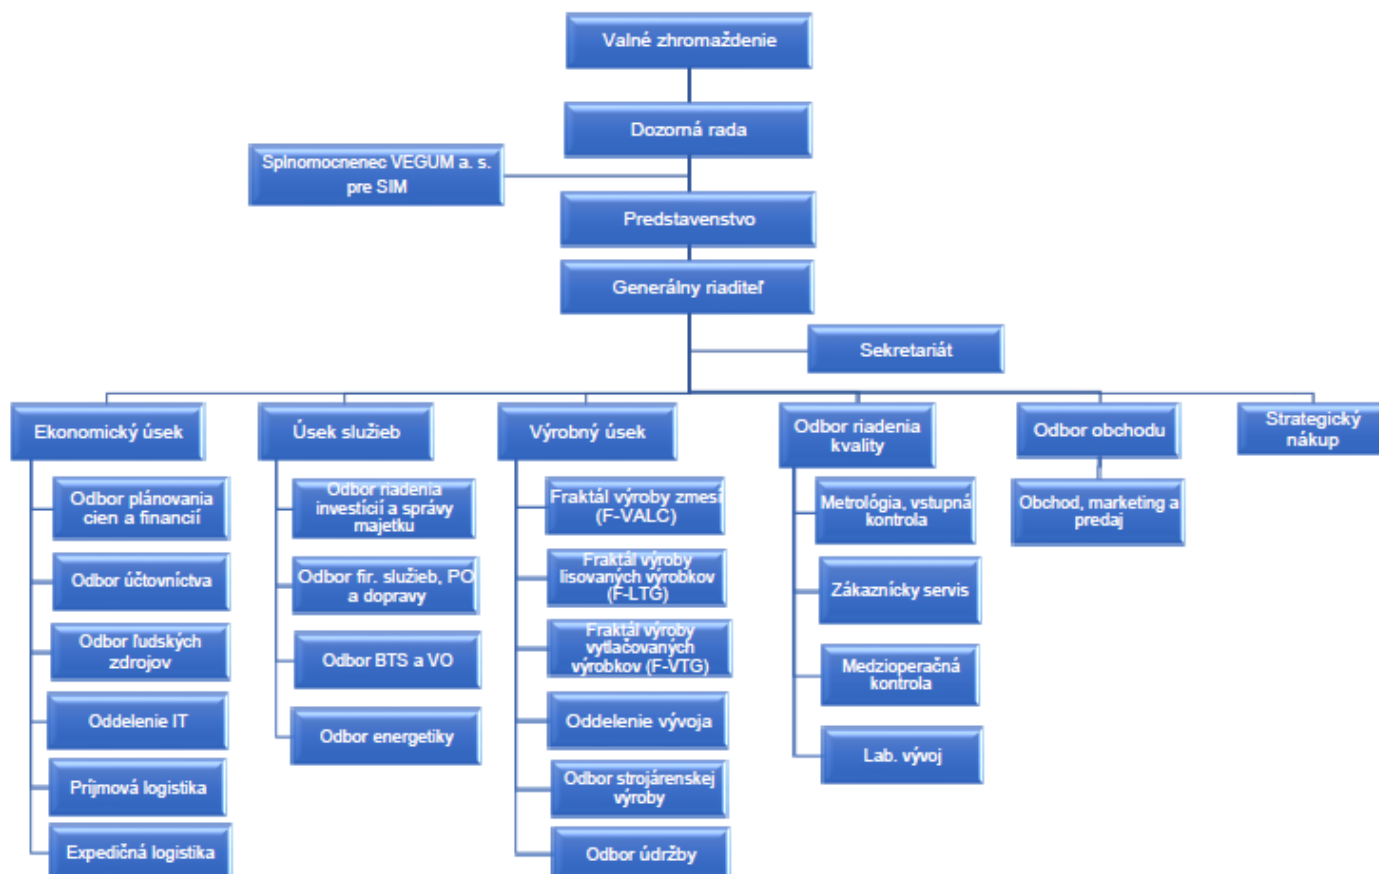 Valné zhromaždenie
Dozorná rada
Splnomocnenec VEGUM a. s.
pre SIM
Predstavenstvo
Generálny riaditeľ
Sekretariát
Ekonomický úsek
Odbor plánovania
cien a financií
Odbor účtovníctva
Odbor ľudských
zdrojov
Oddelenie IT
Príjmová logistika
Expedičná logistika
Úsek služieb
Odbor riadenia
investícií a správy
majetku
Odbor fir. služieb, PO
a dopravy
Odbor BTS a VO
Odbor energetiky
Výrobný úsek
Fraktál výroby zmesí
(F-VALC)
Fraktál výroby
lisovaných výrobkov
(F-LTG)
Fraktál výroby
vytlačovaných
výrobkov (F-VTG)
Oddelenie vývoja
Odbor strojárenskej
výroby
Odbor údržby
Odbor riadenia
kvality
Metrológia, vstupná
kontrola
Zákaznícky servis
Medzioperačná
kontrola
Lab. vývoj
Odbor obchodu
Obchod, marketing a
predaj
Strategický
nákup